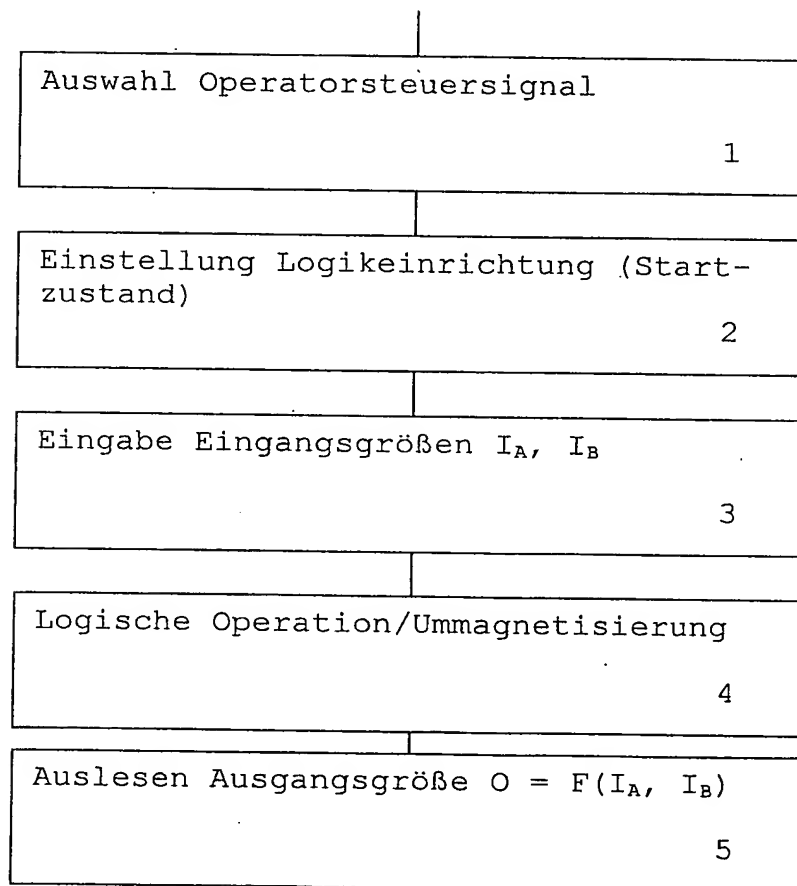 Auswahl Operatorsteuersignal
1
Einstellung Logikeinrichtung (Start-
zustand)
2
Eingabe Eingangsgrößen I_A, I_B
3
Logische Operation/Ummagnetisierung
4
Auslesen Ausgangsgröße O = F(I_A, I_B)
5